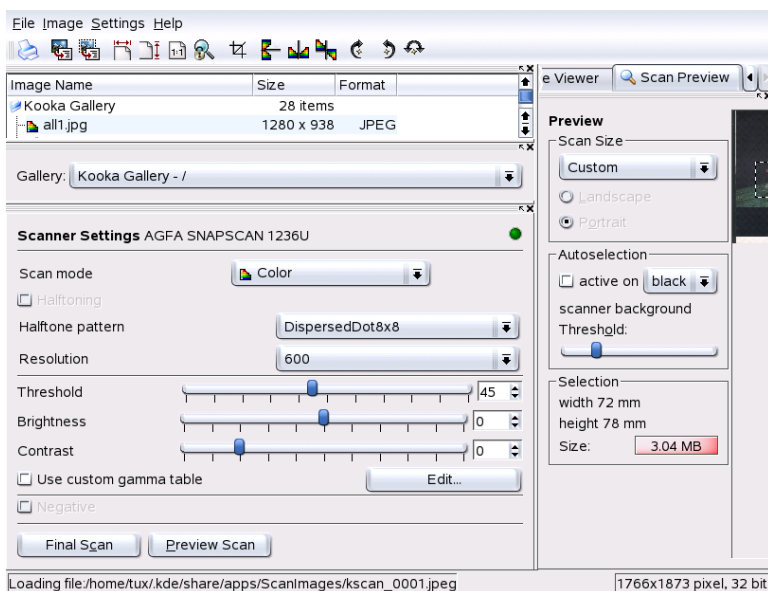 File Image Settings Help
Image Name Size Format
Kooka Gallery 28 items
all1.jpg 1280 x 938 JPEG
Gallery: Kooka Gallery - /
Scanner Settings AGFA SNAPSCAN 1236U
Scan mode Color
Halftoning
Halftone pattern DispersedDot8x8
Resolution 600
Threshold 45
Brightness 0
Contrast 0
Use custom gamma table Edit...
Negative
Final Scan Preview Scan
e Viewer Scan Preview
Preview
Scan Size
Custom
Landscape
Portrait
Autoselection
active on black
scanner background
Threshold:
Selection
width 72 mm
height 78 mm
Size: 3.04 MB
Loading file:/home/tux/.kde/share/apps/ScanImages/kscan_0001.jpeg
1766x1873 pixel, 32 bit